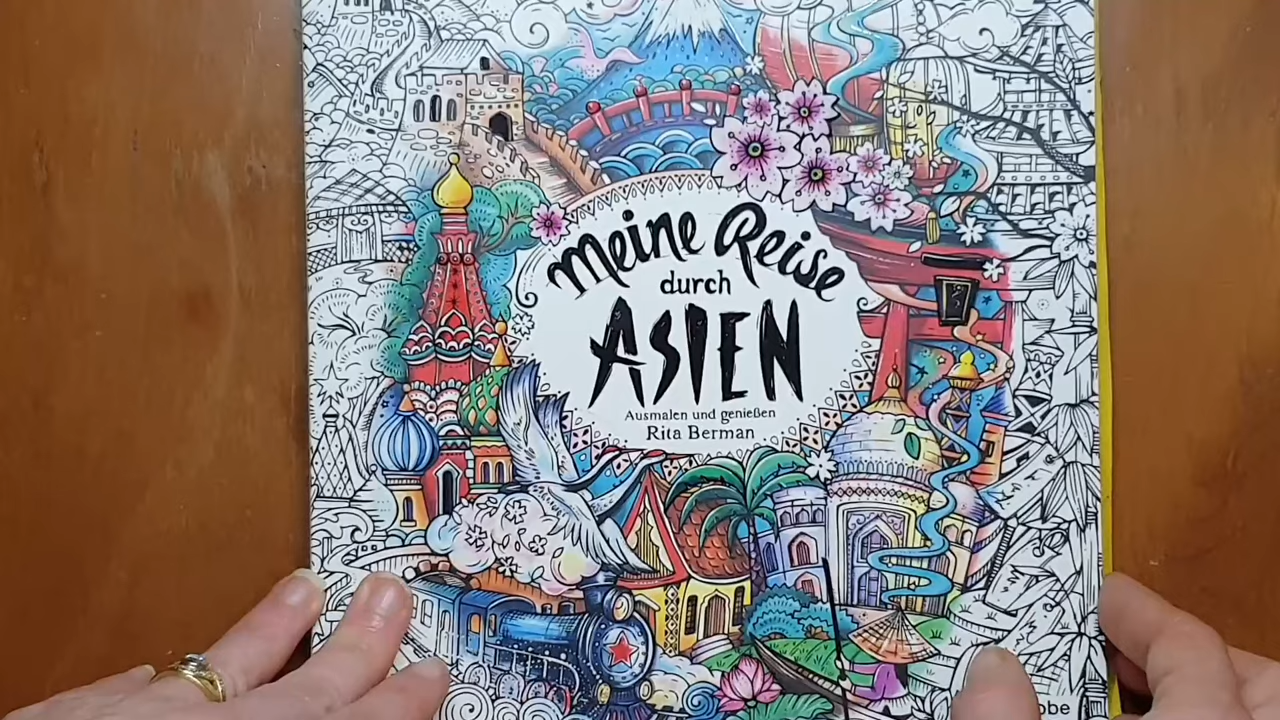 Meine Reise
durch
ASIEN
Ausmalen und genießen
Rita Berman